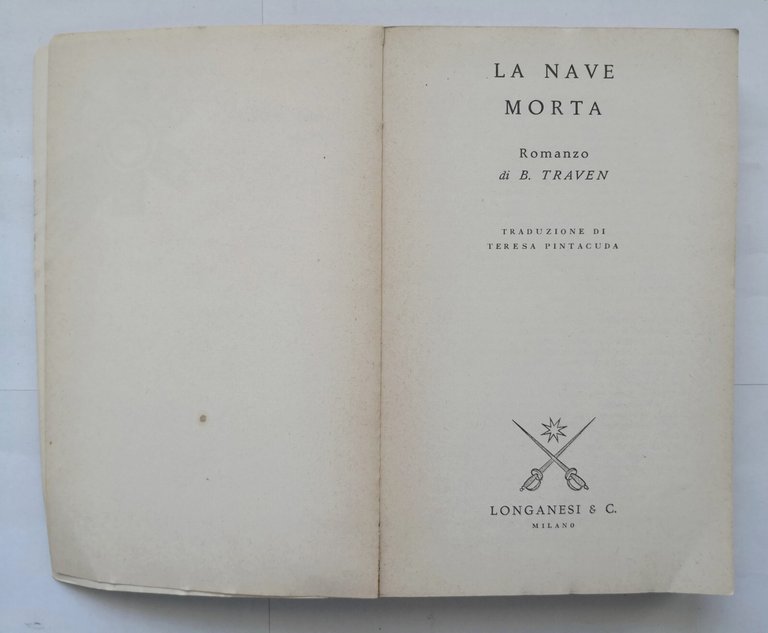 LA NAVE
MORTA
Romanzo
di B. TRAVEN
TRADUZIONE DI
TERESA PINTACUDA
LONGANESI & C.
MILANO